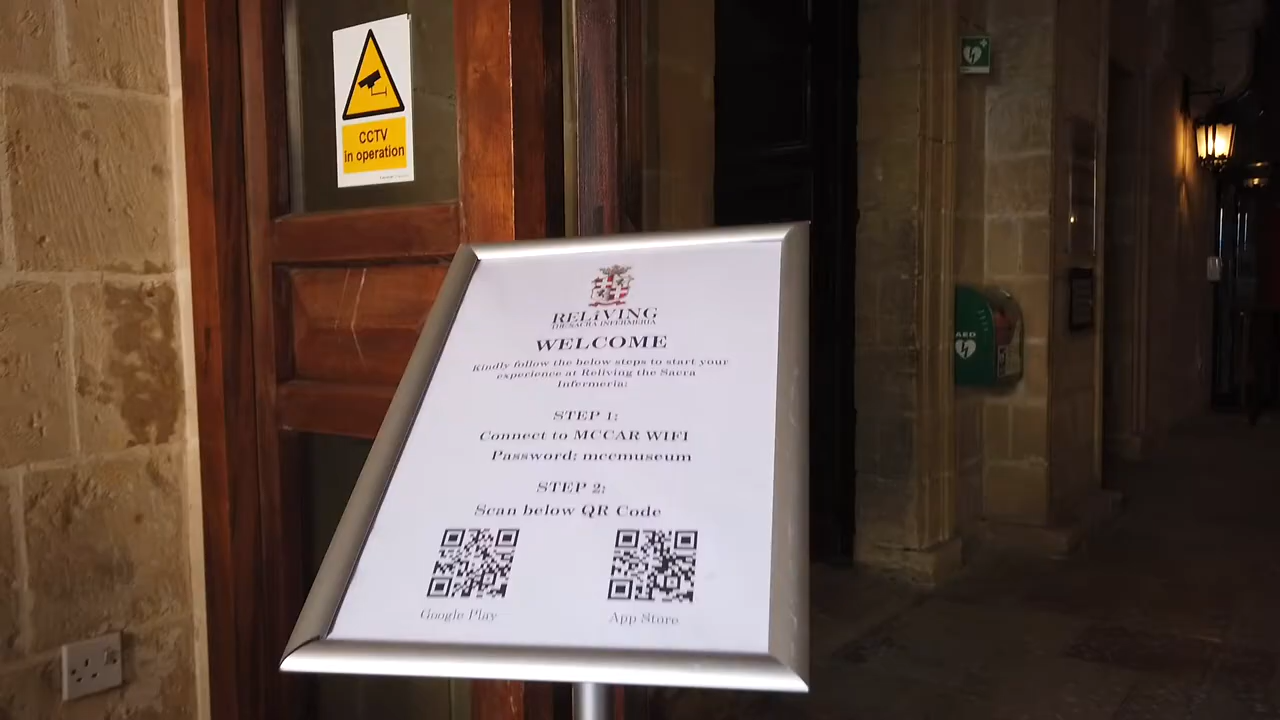 CCTV
in operation
RELiVING
THE SACRA INFERMERIA
WELCOME
Kindly follow the below steps to start your
experience at Reliving the Sacra
Infermeria:
STEP 1:
Connect to MCCAR WIFI
Password: mccmuseum
STEP 2:
Scan below QR Code
Google Play
App Store
AED